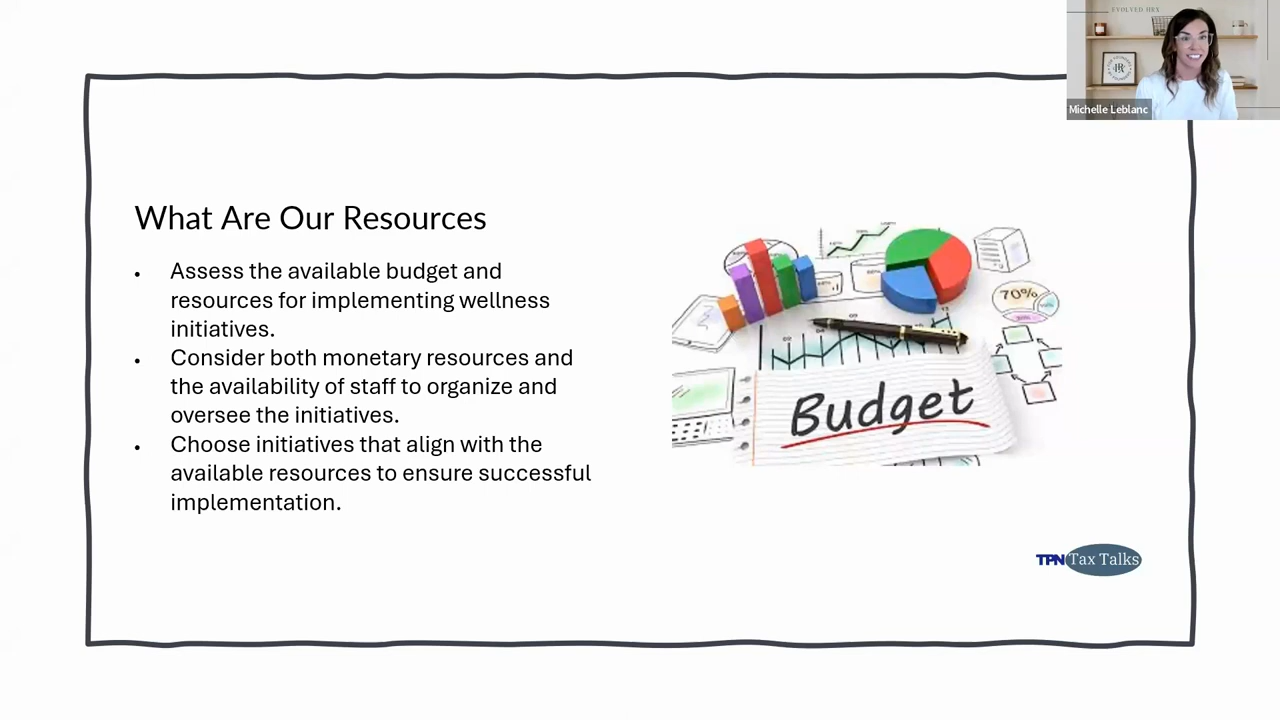 EVOLVED HRX
Michelle Leblanc
What Are Our Resources
• Assess the available budget and
resources for implementing wellness
initiatives.
• Consider both monetary resources and
the availability of staff to organize and
oversee the initiatives.
• Choose initiatives that align with the
available resources to ensure successful
implementation.
70%
Budget
TPN Tax Talks